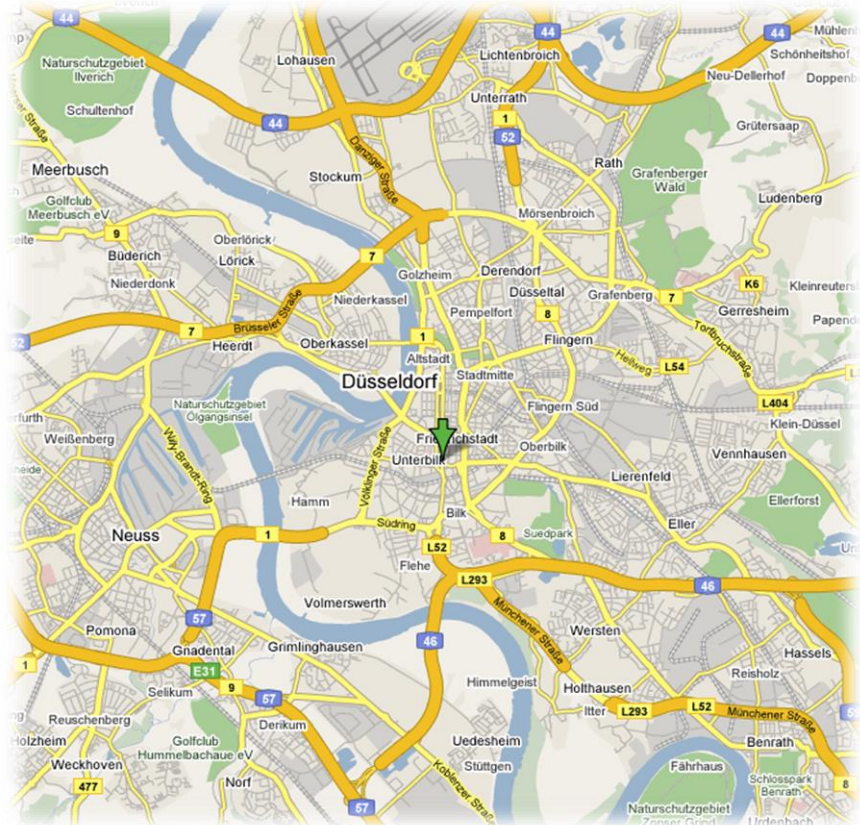 44
44
44
Lohausen
Lichtenbroich
Schönheitshof
Naturschutzgebiet
Ilverich
Neu-Dellerhof
Unterrath
Schultenhof
1
44
52
Grütersaap
Danziger Straße
Rath
Meerbusch
Stockum
Grafenberger
Wald
Golfclub
Meerbusch eV
Ludenberg
Mörsenbroich
9
Oberlörick
Büderich
Lörick
7
Golzheim
Derendorf
Niederdonk
Düsseltal
Grafenberg
7
K6
Niederkassel
Pempelfort
8
Gerresheim
Brüsseler Straße
7
Heerdt
Oberkassel
1
Flingern
Torfbruchstraße
Altstadt
Hellweg
L54
Düsseldorf
Stadtmitte
Naturschutzgebiet
Ölgangsinsel
Flingern Süd
L404
Klein-Düssel
Weißenberg
Oberbilk
Unterbilk
Vennhausen
Willy-Brandt-Ring
Völklinger Straße
Lierenfeld
Hamm
Ellerforst
Bilk
Südring
Eller
Neuss
1
8
Suedpark
L52
Flehe
L293
46
Volmerswerth
57
Münchener Straße
Pomona
46
Wersten
Gnadental
Grimlinghausen
Hassels
1
E31
9
Reisholz
Selikum
57
Himmelgeist
Holthausen
Itter
L293
L52
Münchener Straße
Reuschenberg
Derikum
Holzheim
Golfclub
Hummelbachaue eV
Uedesheim
Benrath
Weckhoven
Stüttgen
Fährhaus
477
Norf
Koblenzer Straße
Schlosspark
Benrath
8
57
Naturschutzgebiet
Zonser Grind
Urdenbach